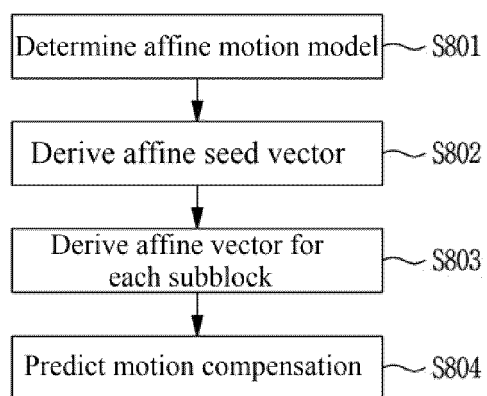 Determine affine motion model
S801
Derive affine seed vector
S802
Derive affine vector for
each subblock
S803
Predict motion compensation
S804